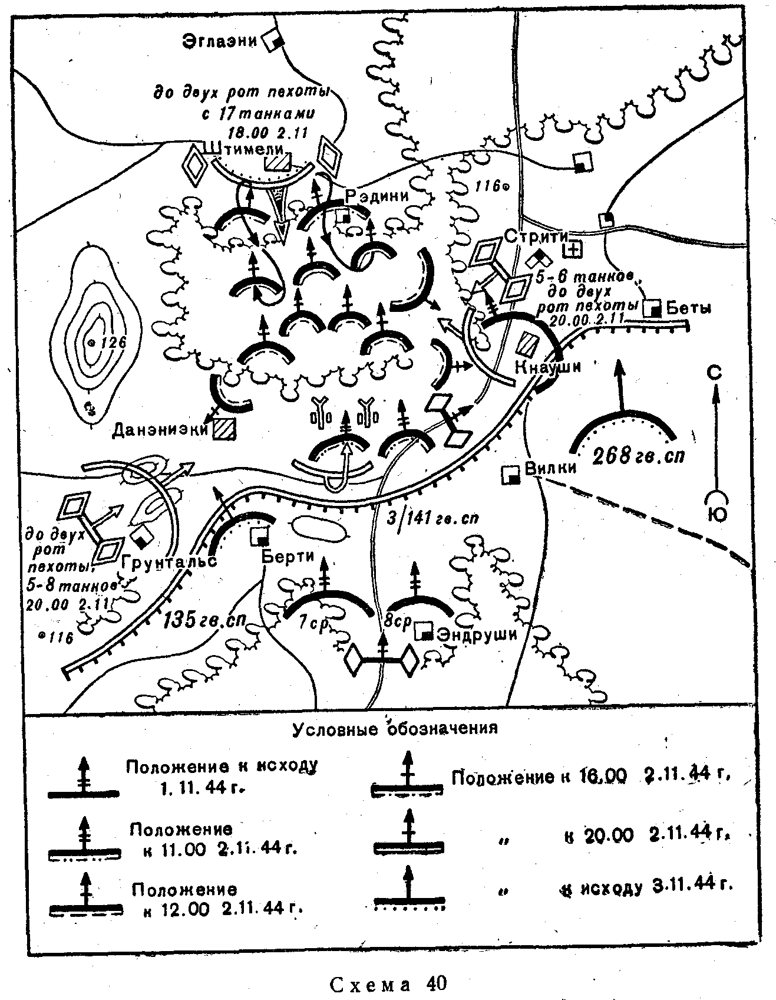 Эглаэни
до двух рот пехоты
с 17 танками
18.00 2.11
Штимели
Рэдини
116
Стрити
5-6 танков,
до двух
рот пехоты
20.00 2.11
Беты
126
Кнауши
С
Данэниэки
268 гв. сп
Вилки
Ю
3/141 гв. сп
до двух
рот
пехоты,
5-8 танков
20.00 2.11
Грунтальс
Берти
116
135 гв. сп
7 ср
8 ср
Эндруши
Условные обозначения
Положение к исходу
1. 11. 44 г.
Положение
к 11.00 2.11.44 г.
Положение
к 12.00 2.11.44 г.
Положение к 16.00 2.11.44 г.
„ к 20.00 2.11.44 г.
„ к исходу 3.11.44 г.
Схема 40